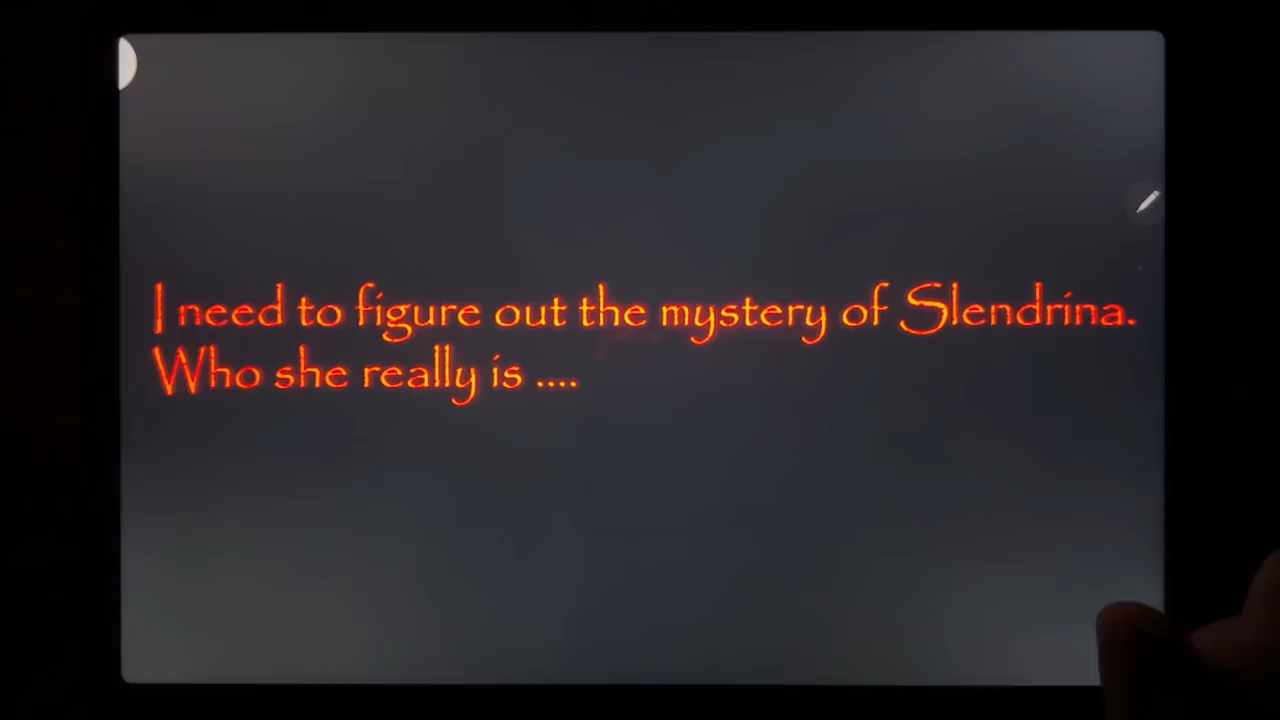 I need to figure out the mystery of Slendrina.
Who she really is ....